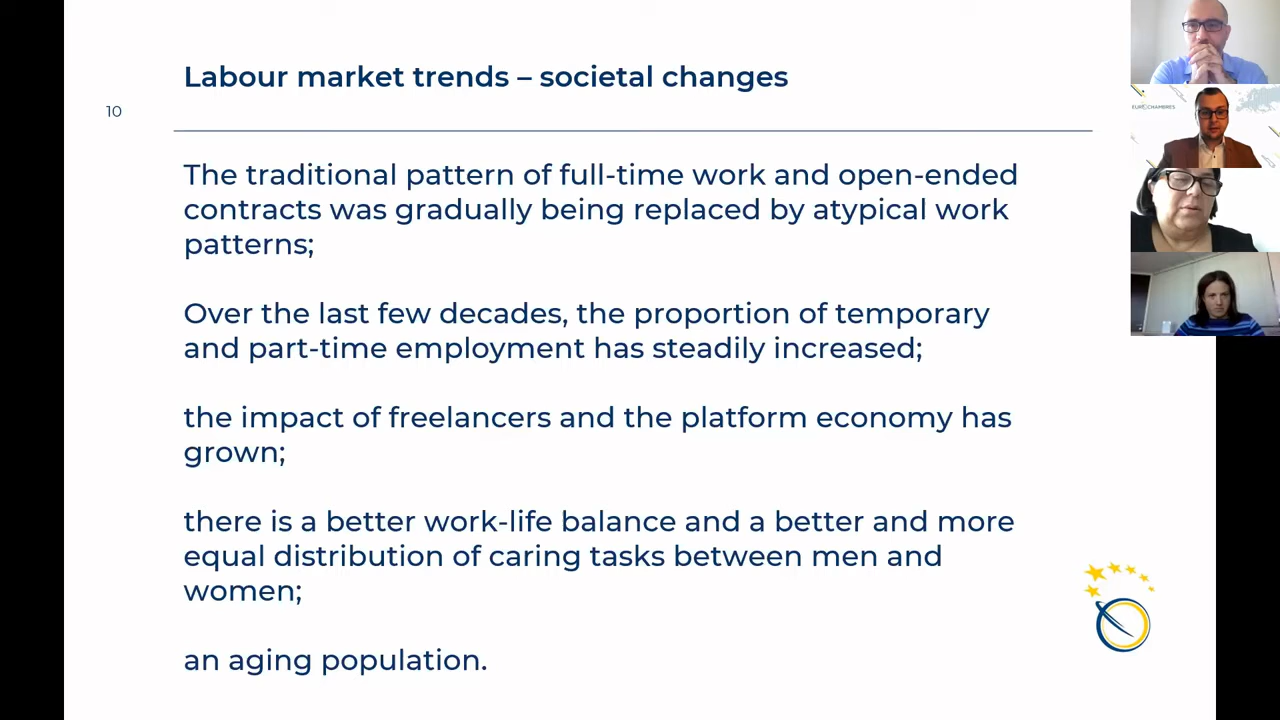 Labour market trends – societal changes
10
The traditional pattern of full-time work and open-ended
contracts was gradually being replaced by atypical work
patterns;
Over the last few decades, the proportion of temporary
and part-time employment has steadily increased;
the impact of freelancers and the platform economy has
grown;
there is a better work-life balance and a better and more
equal distribution of caring tasks between men and
women;
an aging population.
EUROCHAMBRES